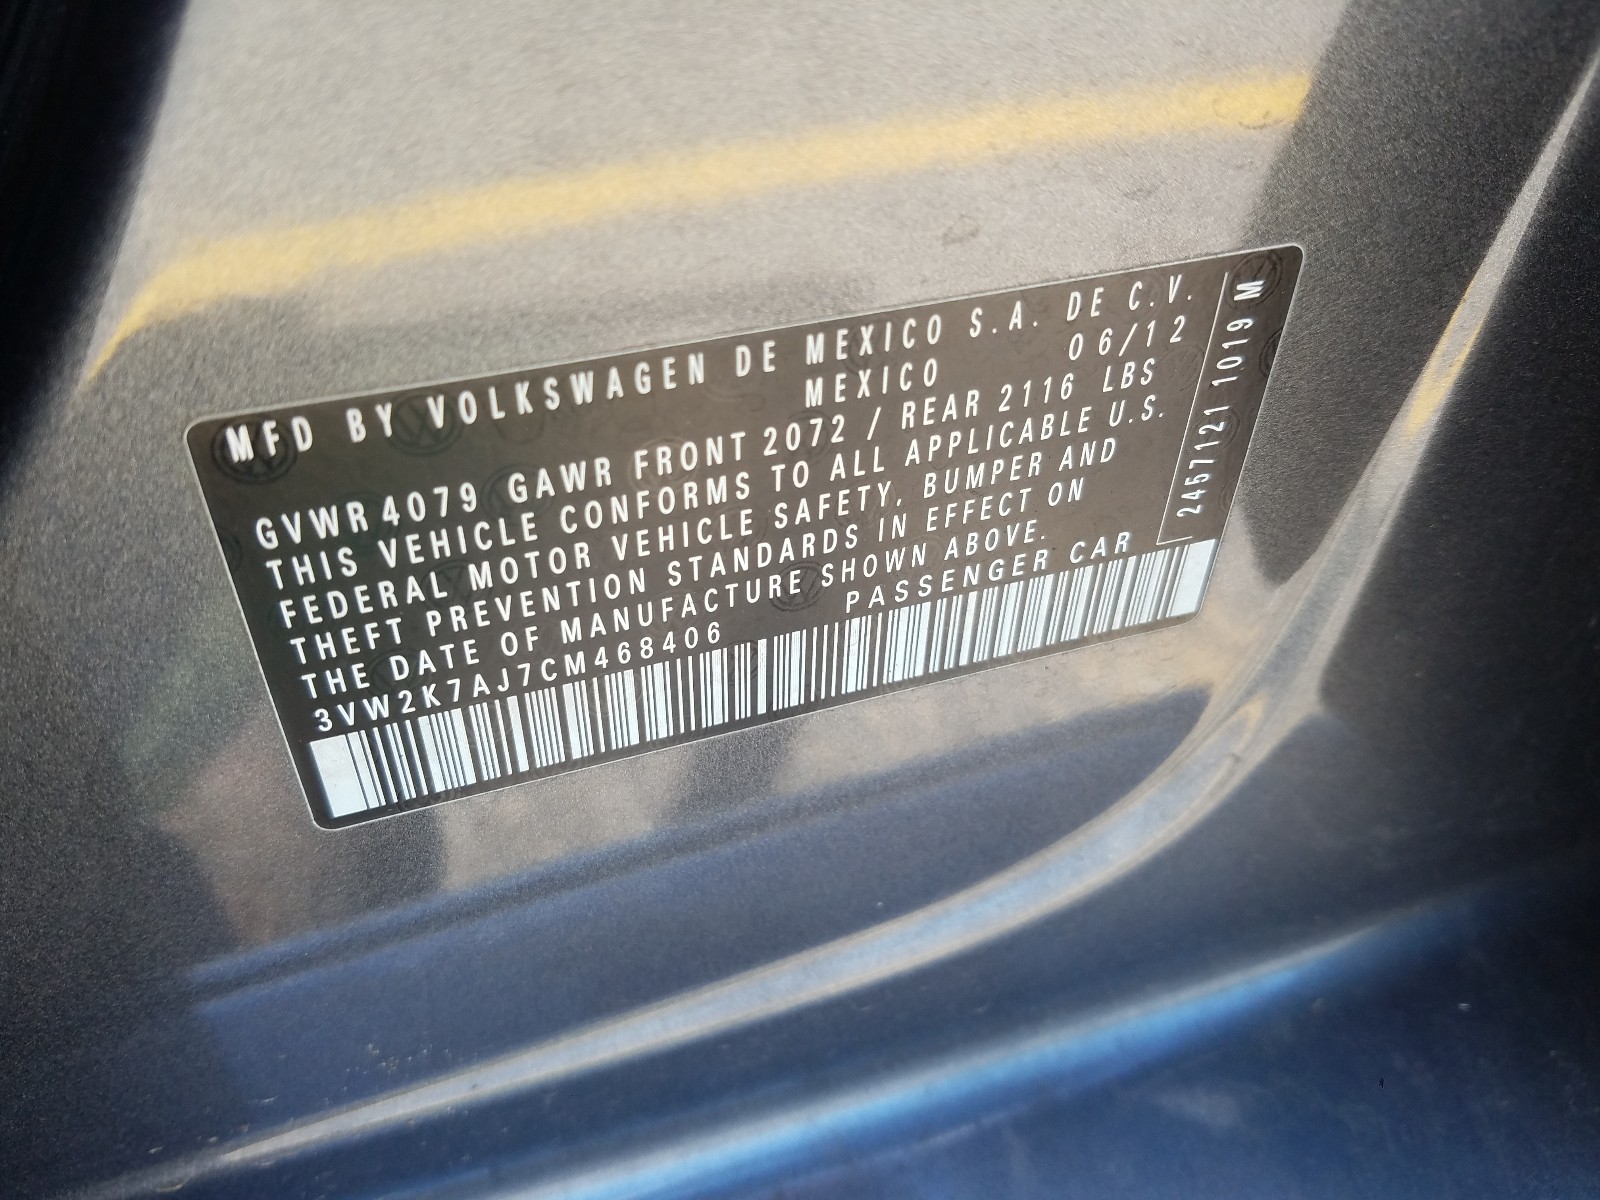 MFD BY VOLKSWAGEN DE MEXICO S.A. DE C.V.
MEXICO 06/12
GVWR 4079 GAWR FRONT 2072 / REAR 2116 LBS
THIS VEHICLE CONFORMS TO ALL APPLICABLE U.S.
FEDERAL MOTOR VEHICLE SAFETY, BUMPER AND
THEFT PREVENTION STANDARDS IN EFFECT ON
THE DATE OF MANUFACTURE SHOWN ABOVE.
3VW2K7AJ7CM468406 PASSENGER CAR
2457121 1019 M